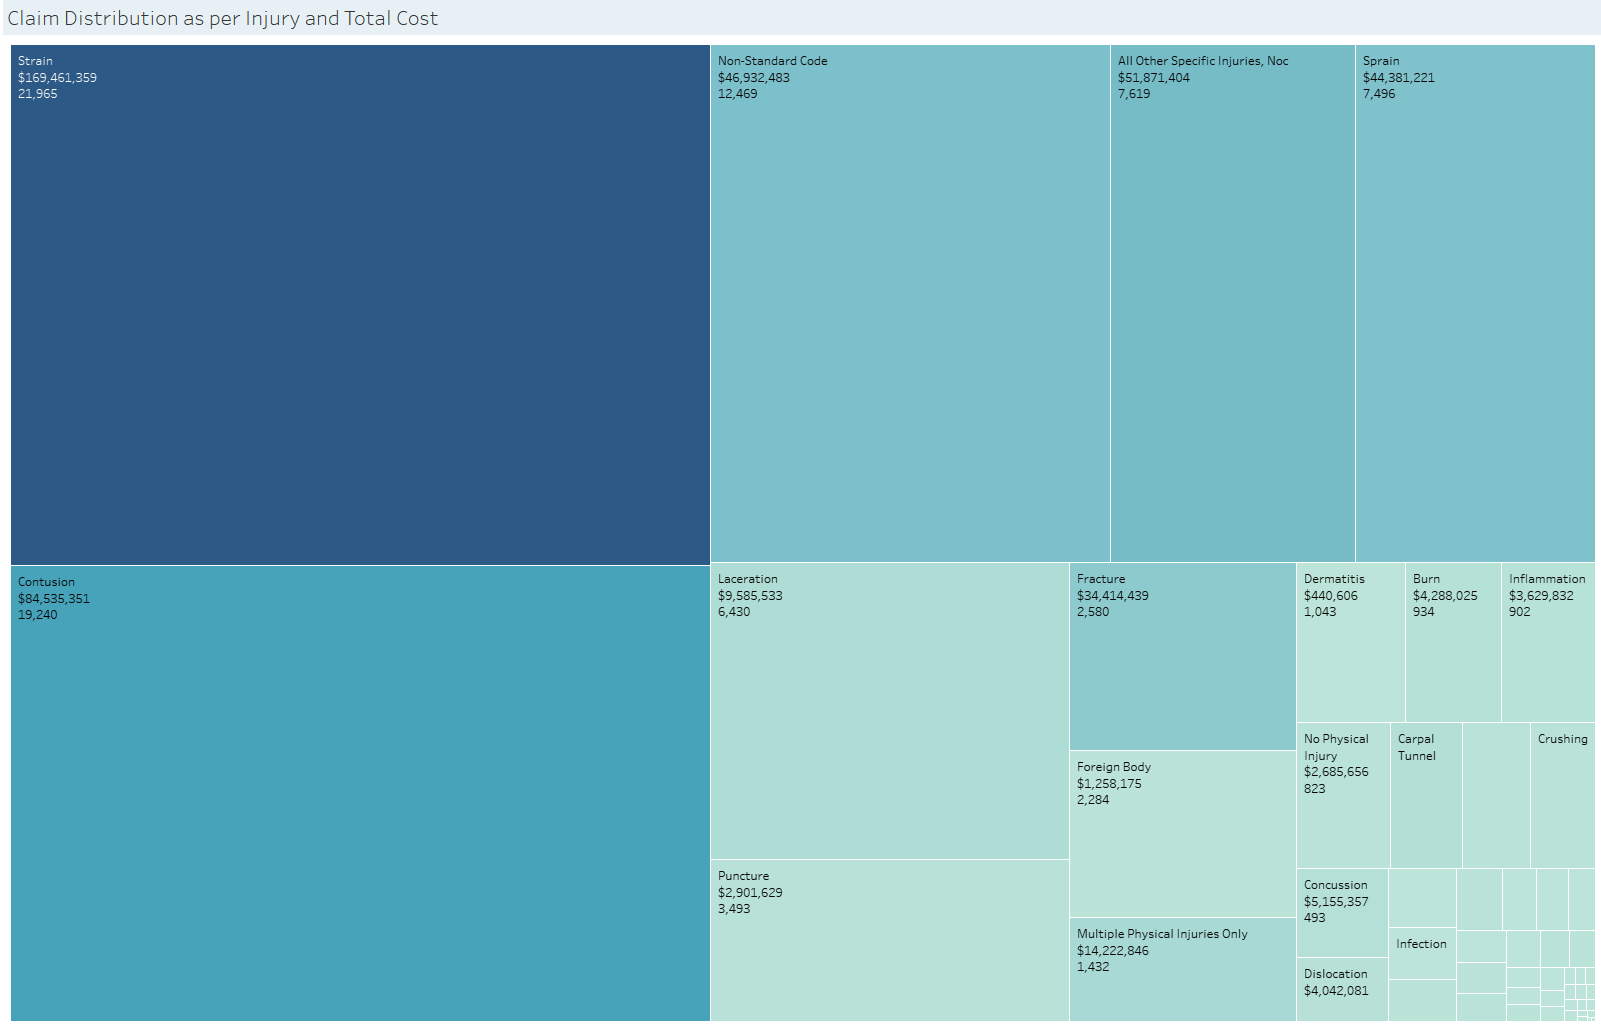 Claim Distribution as per Injury and Total Cost
Strain
$169,461,359
21,965
Non-Standard Code
$46,932,483
12,469
All Other Specific Injuries, Noc
$51,871,404
7,619
Sprain
$44,381,221
7,496
Contusion
$84,535,351
19,240
Laceration
$9,585,533
6,430
Fracture
$34,414,439
2,580
Dermatitis
$440,606
1,043
Burn
$4,288,025
934
Inflammation
$3,629,832
902
No Physical
Injury
$2,685,656
823
Carpal
Tunnel
Crushing
Foreign Body
$1,258,175
2,284
Puncture
$2,901,629
3,493
Concussion
$5,155,357
493
Multiple Physical Injuries Only
$14,222,846
1,432
Infection
Dislocation
$4,042,081